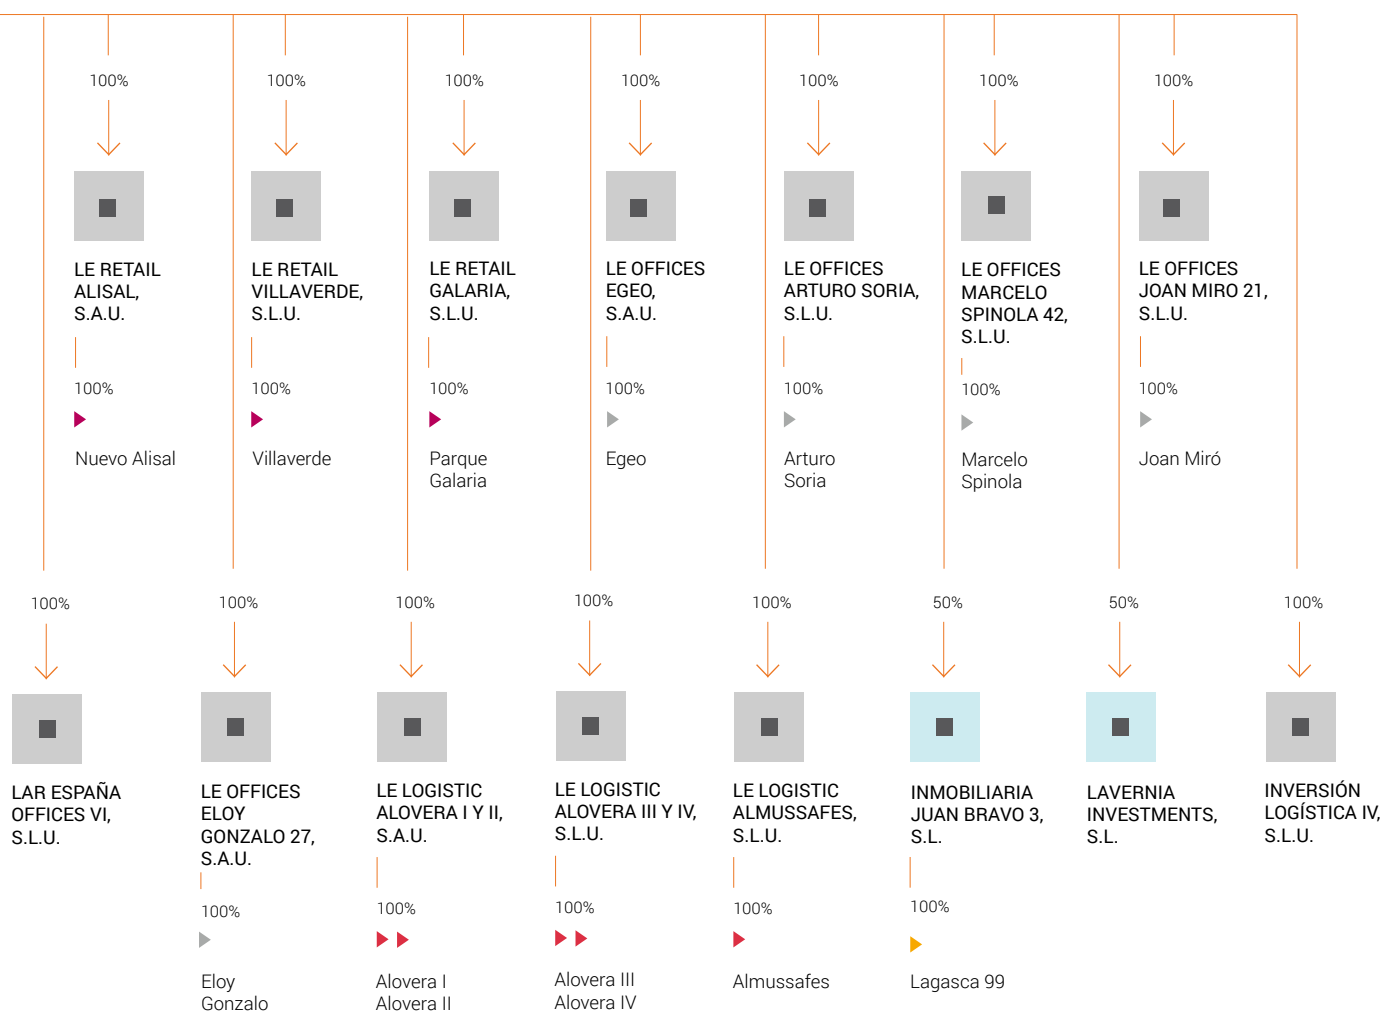 100%
100%
100%
100%
100%
100%
100%
LE RETAIL
ALISAL,
S.A.U.
LE RETAIL
VILLAVERDE,
S.L.U.
LE RETAIL
GALARIA,
S.L.U.
LE OFFICES
EGEO,
S.A.U.
LE OFFICES
ARTURO SORIA,
S.L.U.
LE OFFICES
MARCELO
SPINOLA 42,
S.L.U.
LE OFFICES
JOAN MIRO 21,
S.L.U.
100%
100%
100%
100%
100%
100%
100%
Nuevo Alisal
Villaverde
Parque
Galaria
Egeo
Arturo
Soria
Marcelo
Spinola
Joan Miró
100%
100%
100%
100%
100%
50%
50%
100%
LAR ESPAÑA
OFFICES VI,
S.L.U.
LE OFFICES
ELOY
GONZALO 27,
S.A.U.
LE LOGISTIC
ALOVERA I Y II,
S.A.U.
LE LOGISTIC
ALOVERA III Y IV,
S.L.U.
LE LOGISTIC
ALMUSSAFES,
S.L.U.
INMOBILIARIA
JUAN BRAVO 3,
S.L.
LAVERNIA
INVESTMENTS,
S.L.
INVERSIÓN
LOGÍSTICA IV,
S.L.U.
100%
100%
100%
100%
100%
Eloy
Gonzalo
Alovera I
Alovera II
Alovera III
Alovera IV
Almussafes
Lagasca 99